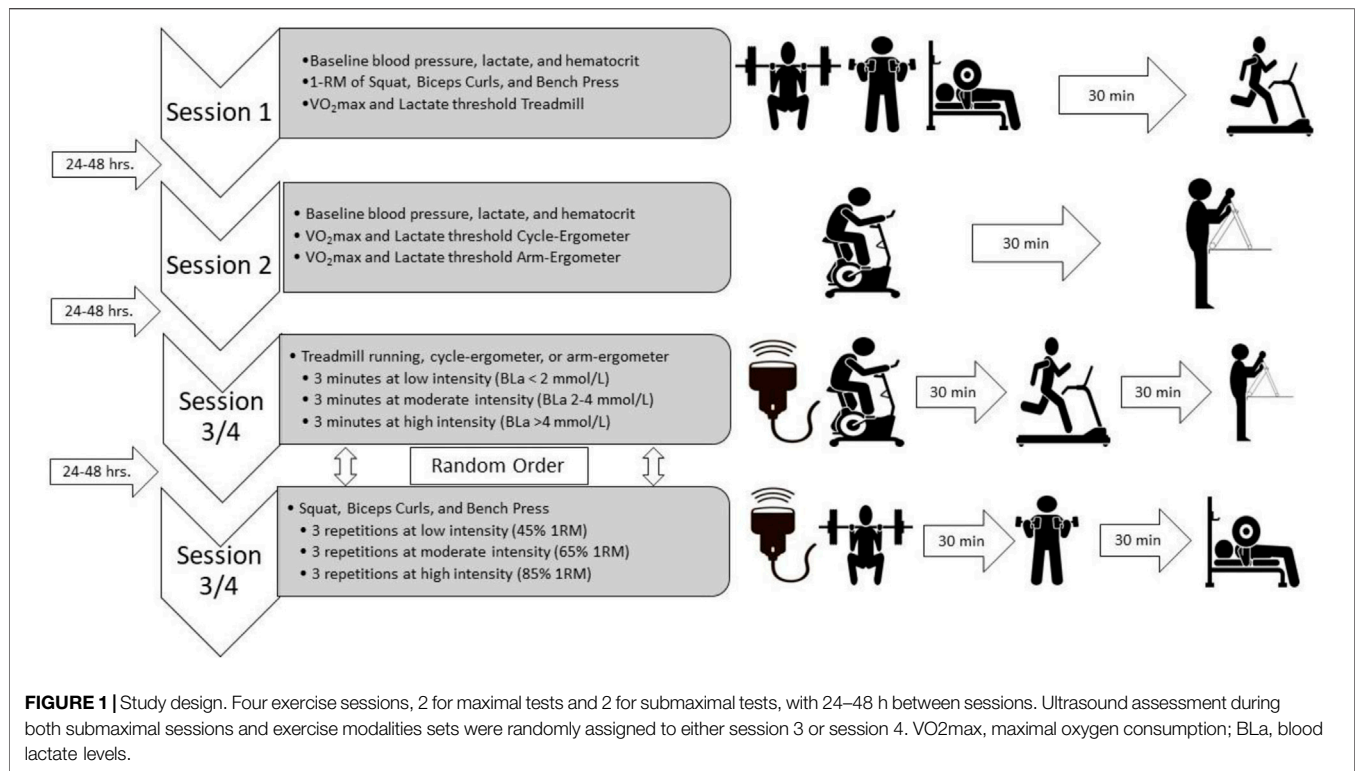 Session 1
•Baseline blood pressure, lactate, and hematocrit
•1-RM of Squat, Biceps Curls, and Bench Press
•VO₂max and Lactate threshold Treadmill
30 min
24-48 hrs.
Session 2
• Baseline blood pressure, lactate, and hematocrit
• VO₂max and Lactate threshold Cycle-Ergometer
• VO₂max and Lactate threshold Arm-Ergometer
30 min
24-48 hrs.
Session
3/4
• Treadmill running, cycle-ergometer, or arm-ergometer
• 3 minutes at low intensity (BLa < 2 mmol/L)
• 3 minutes at moderate intensity (BLa 2-4 mmol/L)
• 3 minutes at high intensity (BLa >4 mmol/L)
30 min
30 min
24-48 hrs.
Random Order
Session
3/4
• Squat, Biceps Curls, and Bench Press
• 3 repetitions at low intensity (45% 1RM)
• 3 repetitions at moderate intensity (65% 1RM)
• 3 repetitions at high intensity (85% 1RM)
30 min
30 min
FIGURE 1 | Study design. Four exercise sessions, 2 for maximal tests and 2 for submaximal tests, with 24–48 h between sessions. Ultrasound assessment during
both submaximal sessions and exercise modalities sets were randomly assigned to either session 3 or session 4. VO2max, maximal oxygen consumption; BLa, blood
lactate levels.